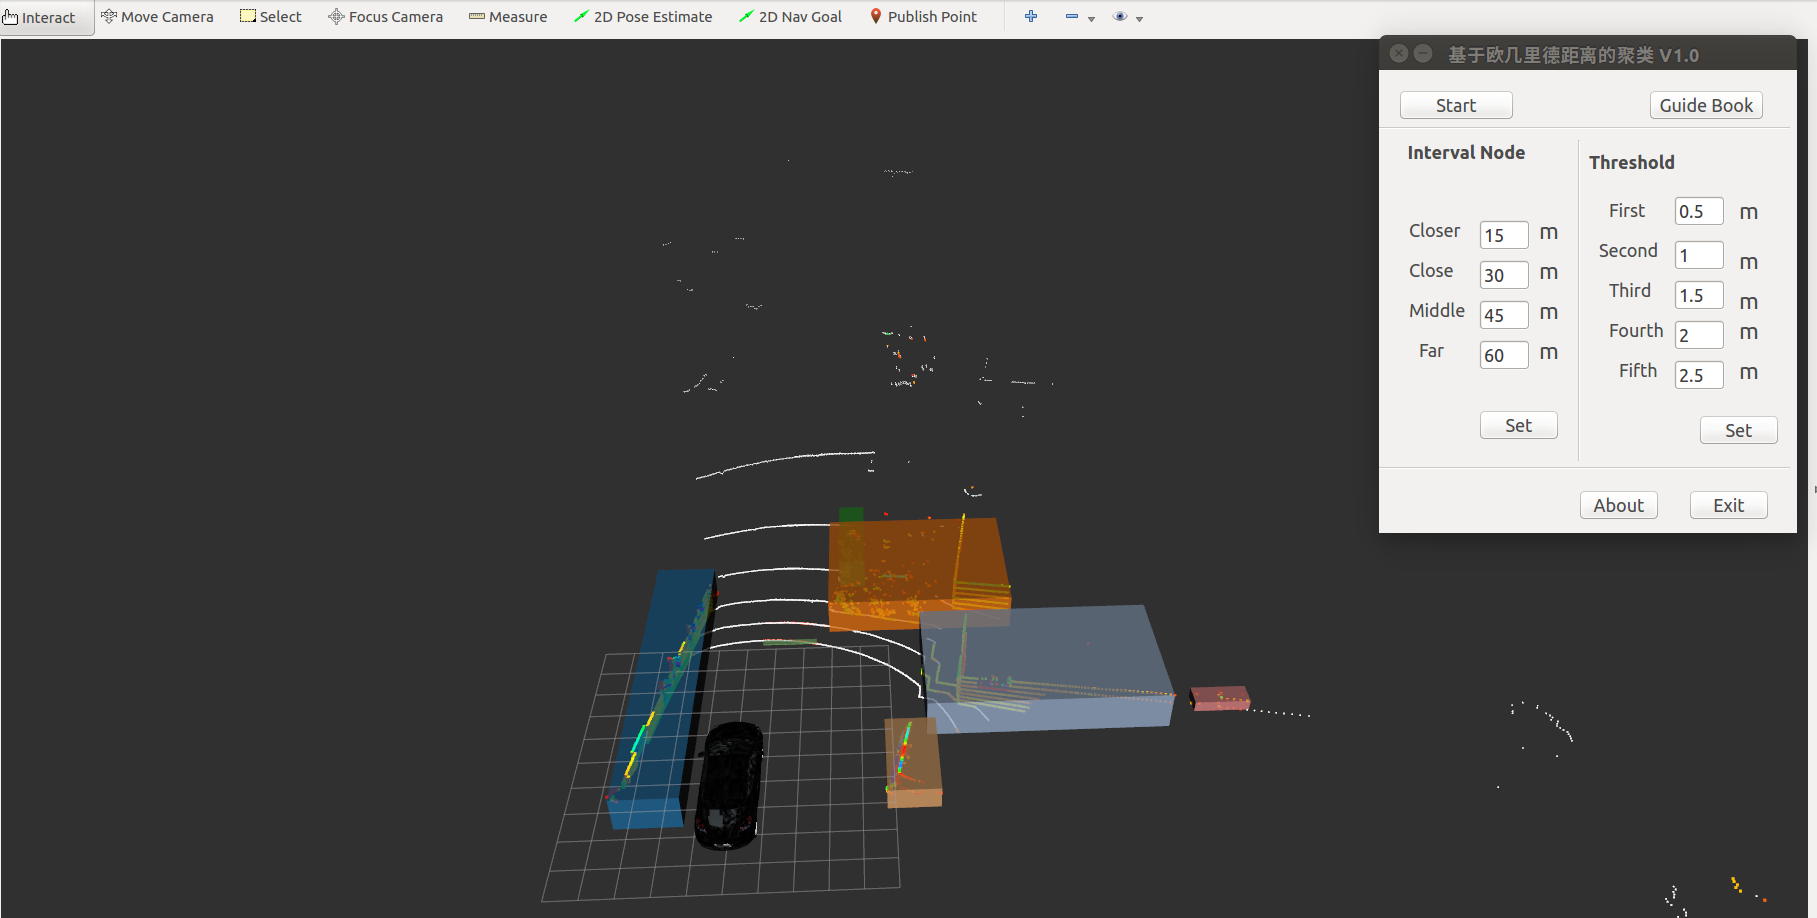 Interact Move Camera Select Focus Camera Measure 2D Pose Estimate 2D Nav Goal Publish Point
基于欧几里德距离的聚类 V1.0
Start Guide Book
Interval Node
Closer 15 m
Close 30 m
Middle 45 m
Far 60 m
Set
Threshold
First 0.5 m
Second 1 m
Third 1.5 m
Fourth 2 m
Fifth 2.5 m
Set
About Exit